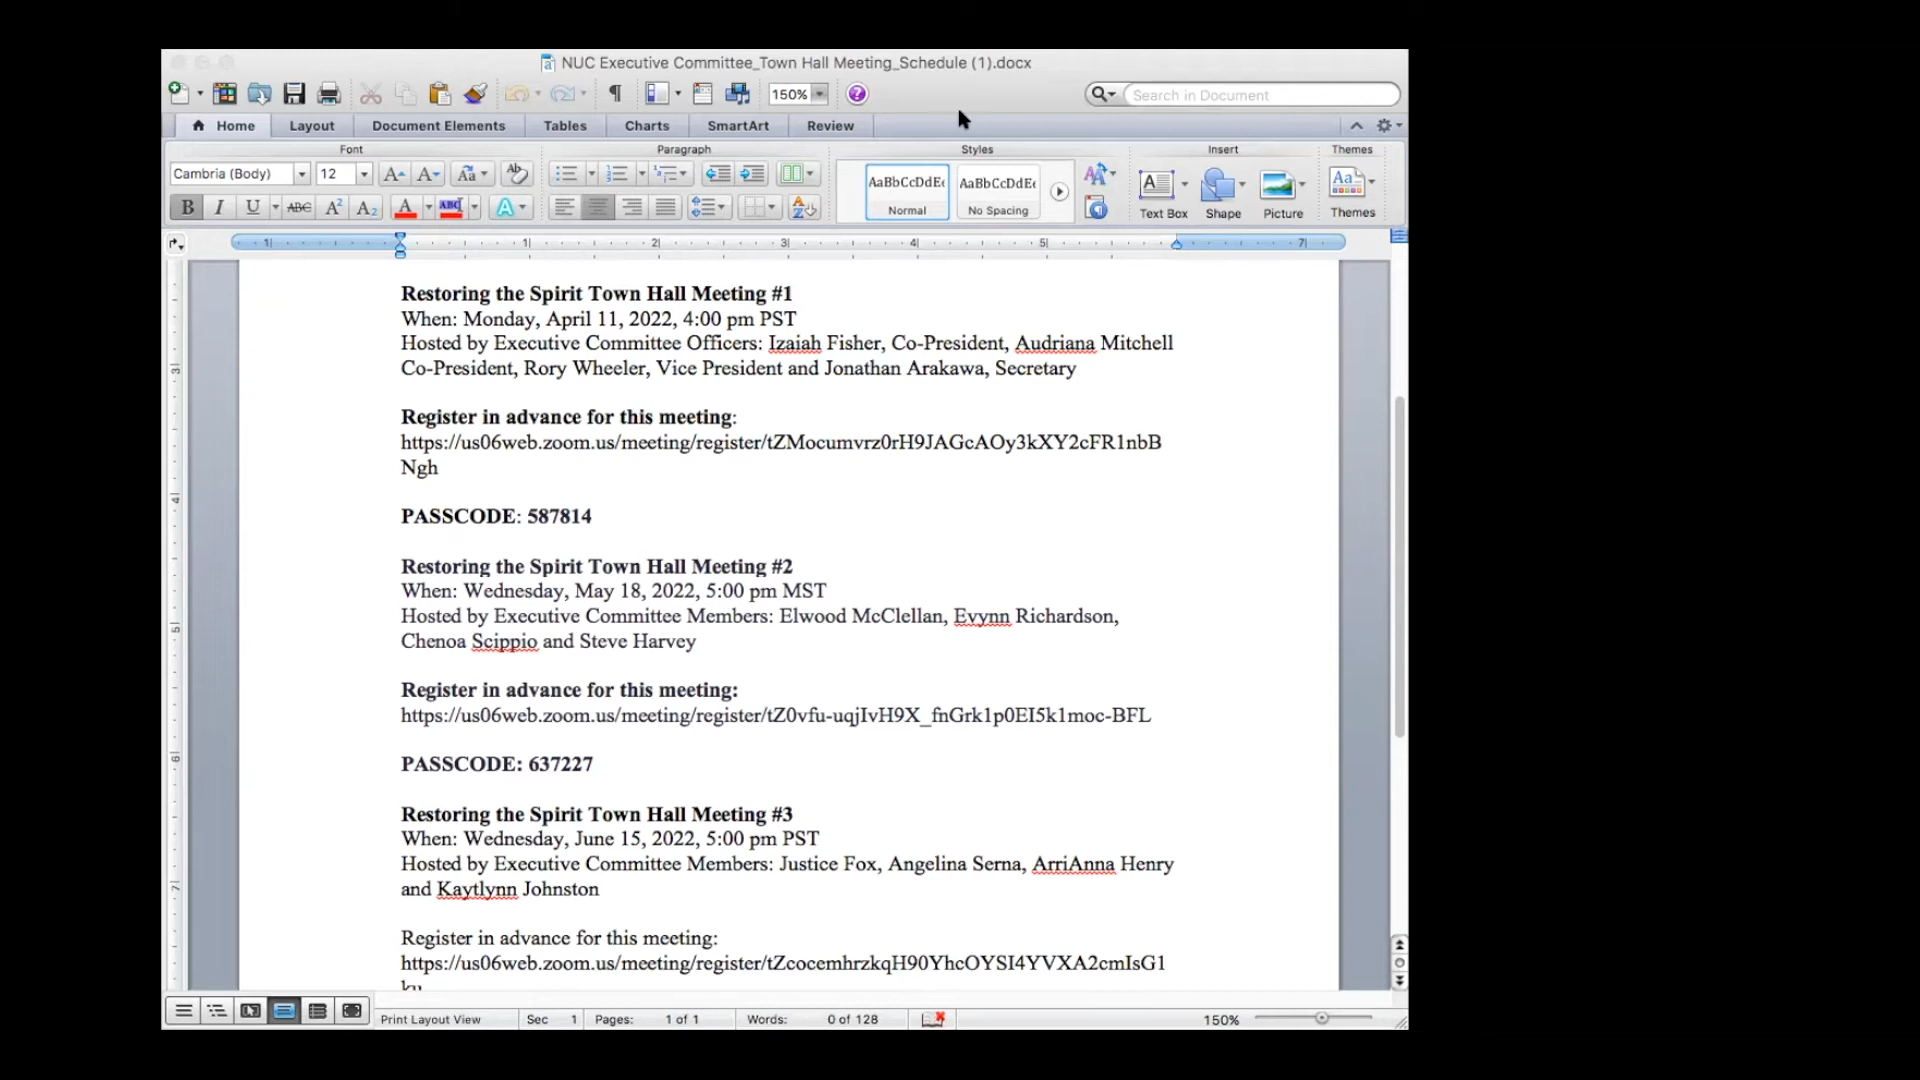 NUC Executive Committee_Town Hall Meeting_Schedule (1).docx
150%
Search in Document
Home Layout Document Elements Tables Charts SmartArt Review
Font Paragraph Styles Insert Themes
Cambria (Body) 12
AaBbCcDdEe AaBbCcDdEe
Normal No Spacing
Text Box Shape Picture Themes
Restoring the Spirit Town Hall Meeting #1
When: Monday, April 11, 2022, 4:00 pm PST
Hosted by Executive Committee Officers: Izaiah Fisher, Co-President, Audriana Mitchell
Co-President, Rory Wheeler, Vice President and Jonathan Arakawa, Secretary
Register in advance for this meeting:
https://us06web.zoom.us/meeting/register/tZMocumvrz0rH9JAGcAOy3kXY2cFR1nbB
Ngh
PASSCODE: 587814
Restoring the Spirit Town Hall Meeting #2
When: Wednesday, May 18, 2022, 5:00 pm MST
Hosted by Executive Committee Members: Elwood McClellan, Evynn Richardson,
Chenoa Scippio and Steve Harvey
Register in advance for this meeting:
https://us06web.zoom.us/meeting/register/tZ0vfu-uqjIvH9X_fnGrk1p0EI5k1moc-BFL
PASSCODE: 637227
Restoring the Spirit Town Hall Meeting #3
When: Wednesday, June 15, 2022, 5:00 pm PST
Hosted by Executive Committee Members: Justice Fox, Angelina Serna, ArriAnna Henry
and Kaytlynn Johnston
Register in advance for this meeting:
https://us06web.zoom.us/meeting/register/tZcocemhrzkqH90YhcOYSI4YVXA2cmIsG1
Print Layout View Sec 1 Pages: 1 of 1 Words: 0 of 128 150%